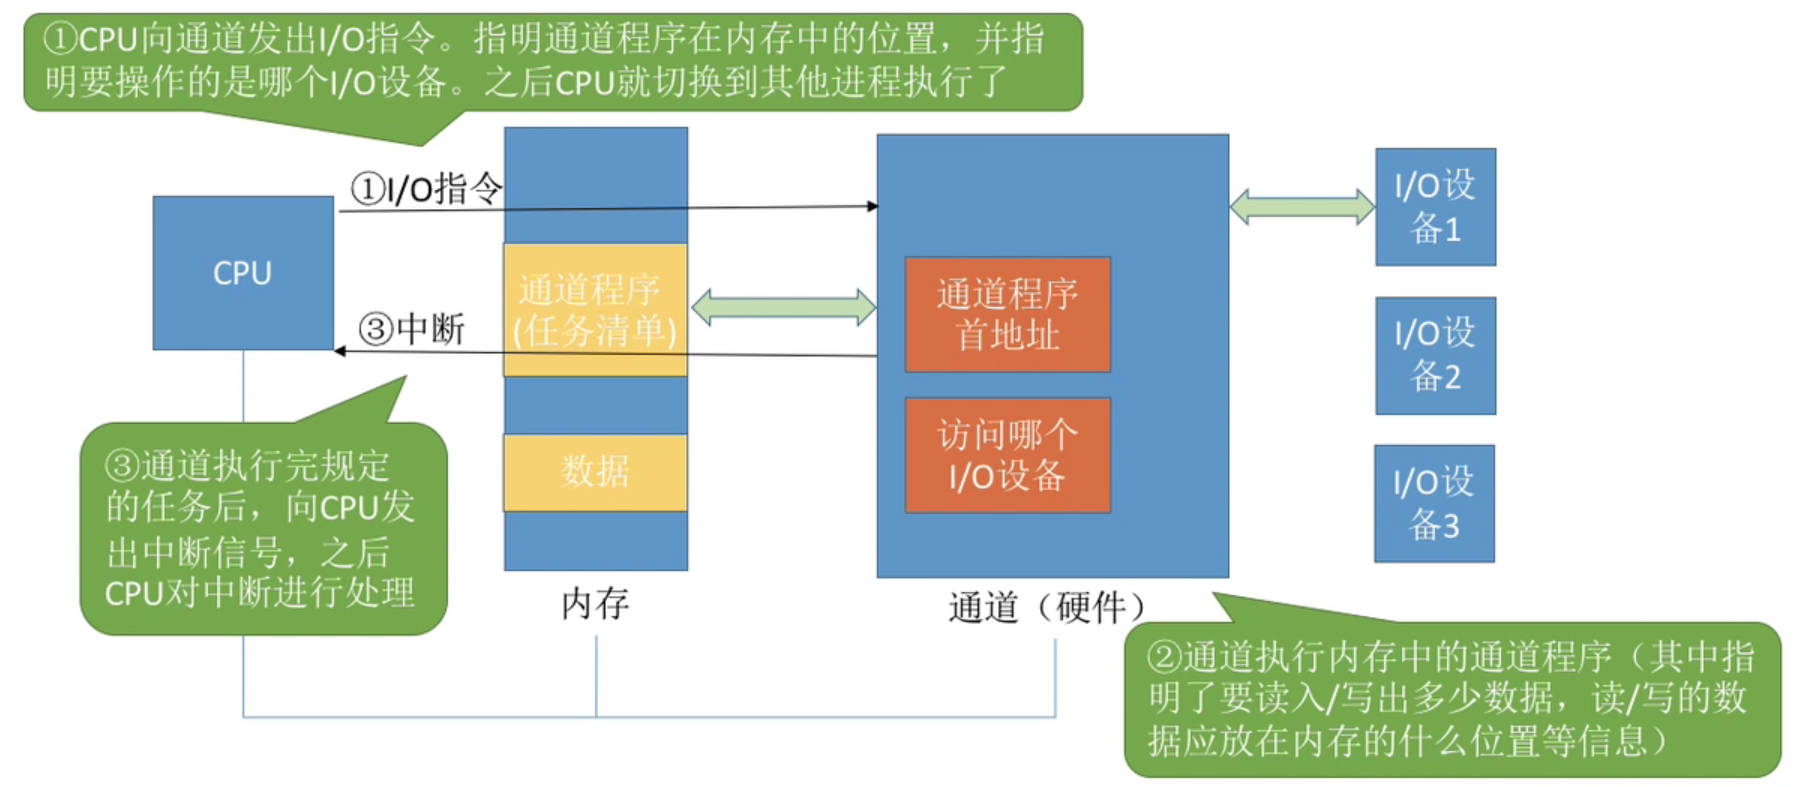 ①CPU向通道发出I/O指令。指明通道程序在内存中的位置，并指
明要操作的是哪个I/O设备。之后CPU就切换到其他进程执行了
①I/O指令
CPU
通道程序
(任务清单)
③中断
数据
内存
通道程序
首地址
访问哪个
I/O设备
通道（硬件）
I/O设
备1
I/O设
备2
I/O设
备3
③通道执行完规定
的任务后，向CPU发
出中断信号，之后
CPU对中断进行处理
②通道执行内存中的通道程序（其中指
明了要读入/写出多少数据，读/写的数
据应放在内存的什么位置等信息）